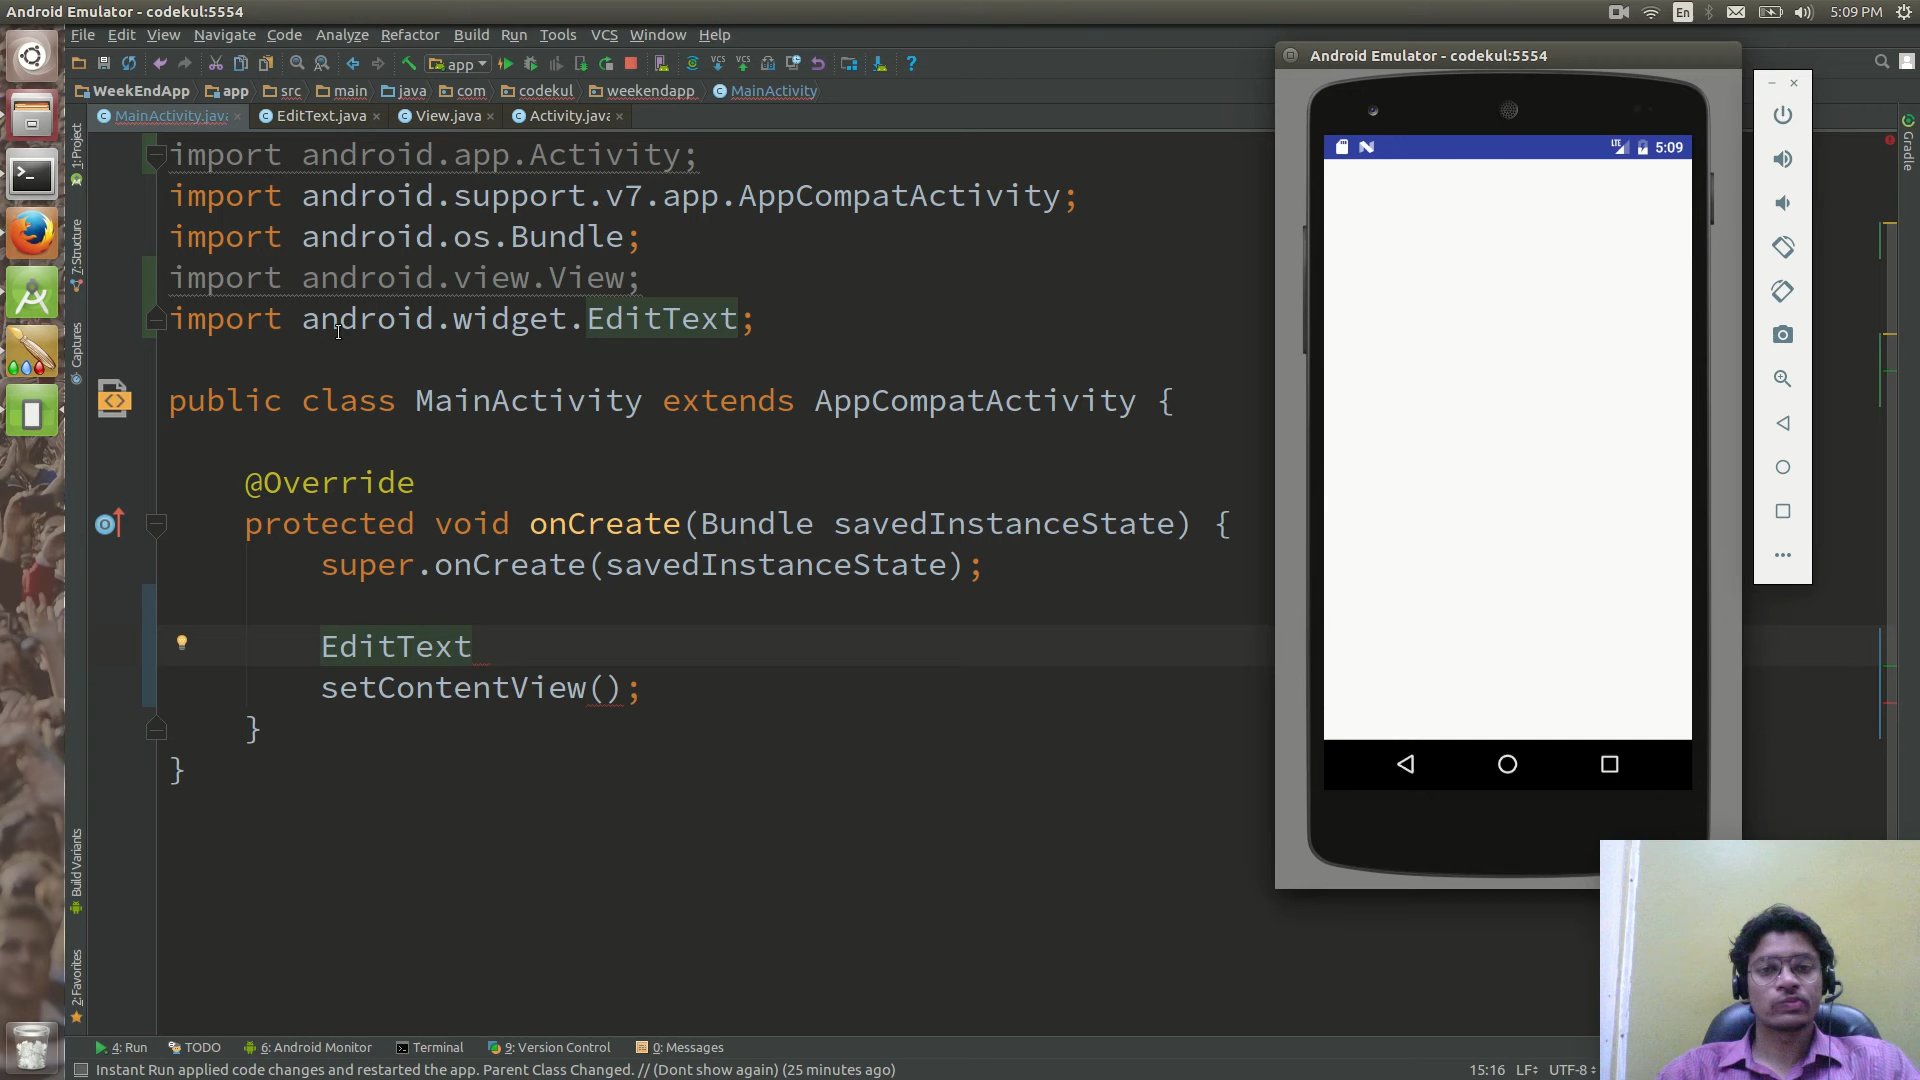 Android Emulator - codekul:5554
En
5:09 PM
File Edit View Navigate Code Analyze Refactor Build Run Tools VCS Window Help
app
VCS VCS
?
WeekEndApp app src main java com codekul weekendapp MainActivity
MainActivity.java EditText.java View.java Activity.java
import android.app.Activity;
import android.support.v7.app.AppCompatActivity;
import android.os.Bundle;
import android.view.View;
import android.widget.EditText;
public class MainActivity extends AppCompatActivity {
@Override
protected void onCreate(Bundle savedInstanceState) {
super.onCreate(savedInstanceState);
EditText
setContentView();
}
}
1: Project
7: Structure
Captures
Build Variants
2: Favorites
Gradle
Android Emulator - codekul:5554
LTE
5:09
4: Run TODO 6: Android Monitor Terminal 9: Version Control 0: Messages
Instant Run applied code changes and restarted the app. Parent Class Changed. // (Dont show again) (25 minutes ago)
15:16 LF÷ UTF-8÷